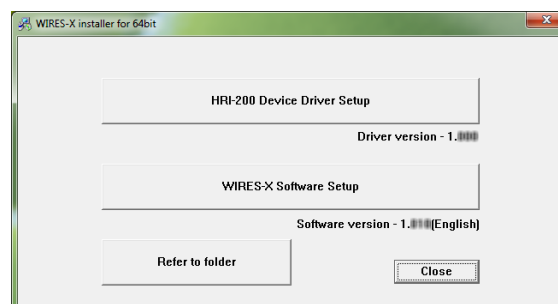 WIRES-X installer for 64bit
HRI-200 Device Driver Setup
Driver version - 1.
WIRES-X Software Setup
Software version - 1. (English)
Refer to folder
Close